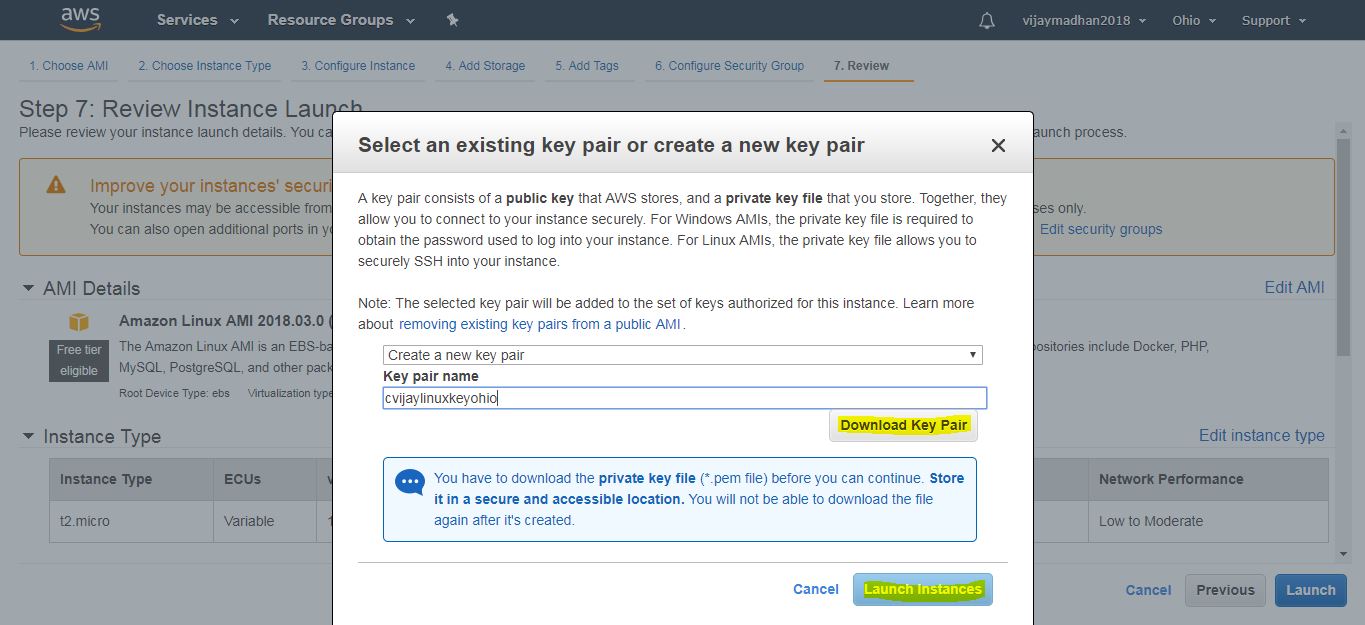 aws Services Resource Groups vijaymadhan2018 Ohio Support
1. Choose AMI 2. Choose Instance Type 3. Configure Instance 4. Add Storage 5. Add Tags 6. Configure Security Group 7. Review
Step 7: Review Instance Launch
Please review your instance launch details. You ca
aunch process.
Improve your instances' securi
Your instances may be accessible from
ses only.
You can also open additional ports in yo
Edit security groups
AMI Details
Edit AMI
Amazon Linux AMI 2018.03.0 (
Free tier
eligible
The Amazon Linux AMI is an EBS-ba
ositories include Docker, PHP,
MySQL, PostgreSQL, and other pack
Root Device Type: ebs Virtualization type
Instance Type
Edit instance type
Instance Type ECUs v Network Performance
t2.micro Variable 1 Low to Moderate
Select an existing key pair or create a new key pair
A key pair consists of a public key that AWS stores, and a private key file that you store. Together, they
allow you to connect to your instance securely. For Windows AMIs, the private key file is required to
obtain the password used to log into your instance. For Linux AMIs, the private key file allows you to
securely SSH into your instance.
Note: The selected key pair will be added to the set of keys authorized for this instance. Learn more
about removing existing key pairs from a public AMI.
Create a new key pair
Key pair name
cvijaylinuxkeyohio
Download Key Pair
You have to download the private key file (*.pem file) before you can continue. Store
it in a secure and accessible location. You will not be able to download the file
again after it's created.
Cancel Launch Instances
Cancel Previous Launch